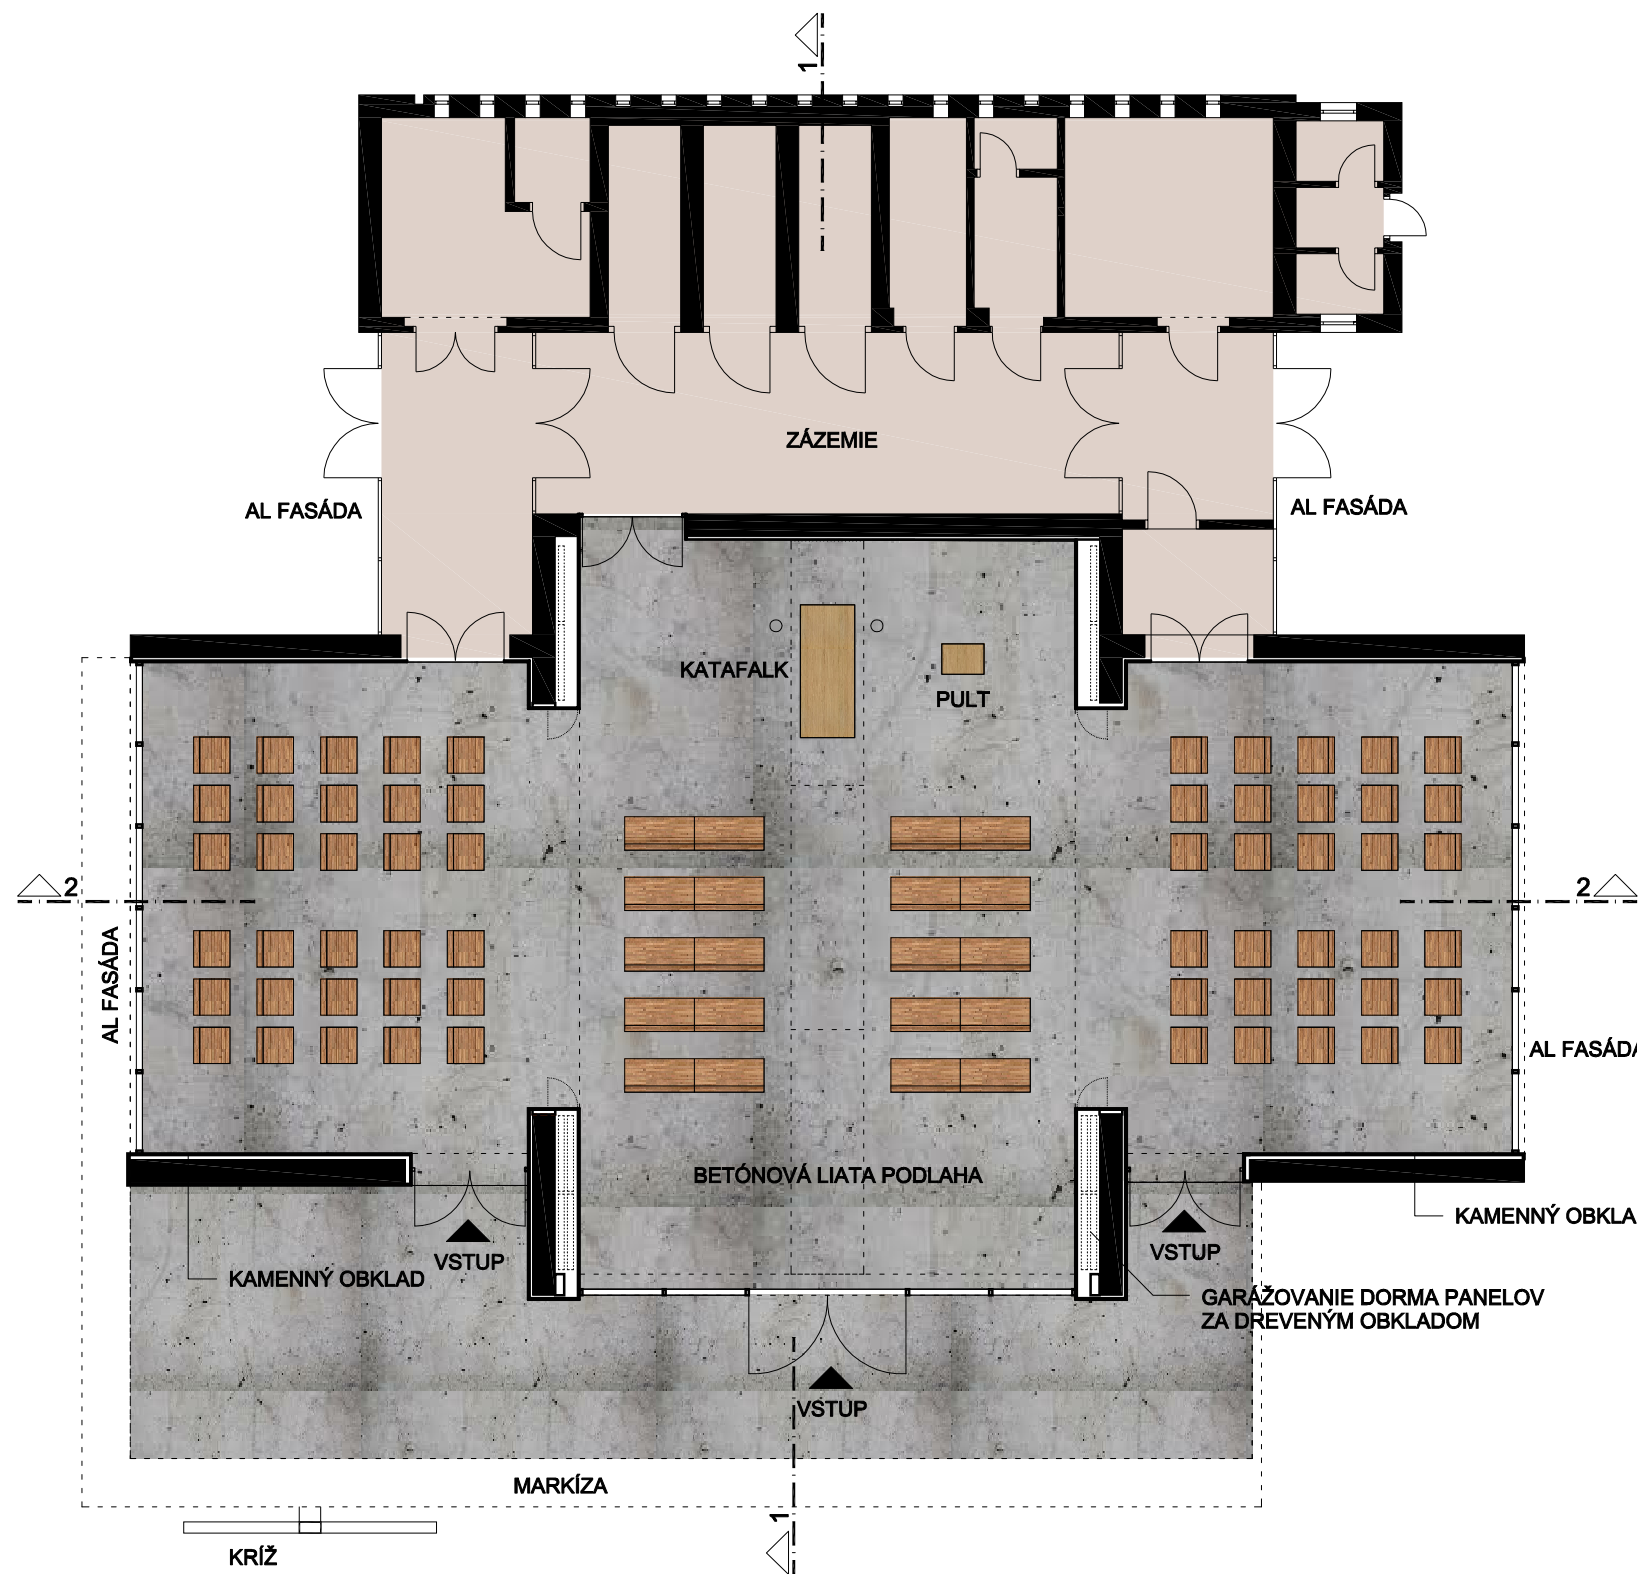 1
ZÁZEMIE
AL FASÁDA
AL FASÁDA
KATAFALK
PULT
2
2
AL FASÁDA
AL FASÁDA
BETÓNOVÁ LIATA PODLAHA
KAMENNÝ OBKLA
VSTUP
VSTUP
KAMENNÝ OBKLAD
GARÁŽOVANIE DORMA PANELOV
ZA DREVENÝM OBKLADOM
VSTUP
MARKÍZA
1
KRÍŽ